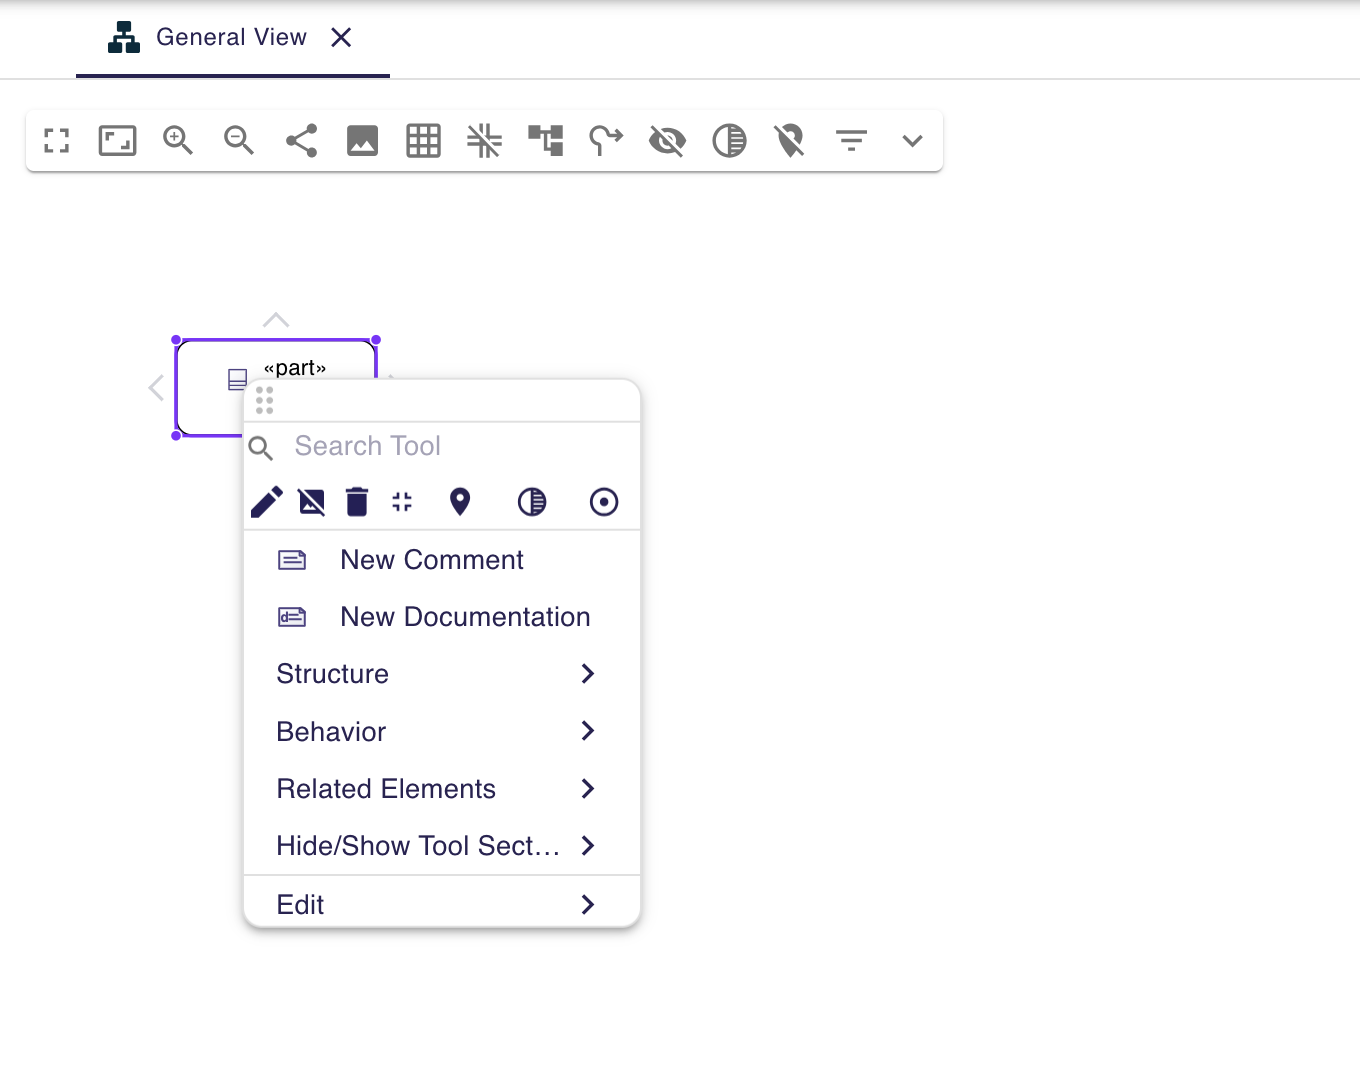 General View
«part»
Search Tool
New Comment
New Documentation
Structure
Behavior
Related Elements
Hide/Show Tool Sect...
Edit